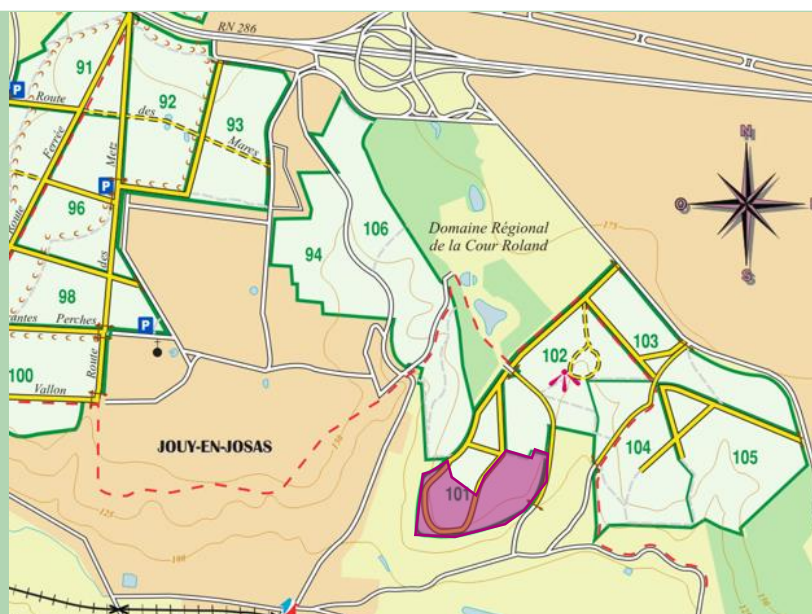 RN 286
91
P
92
93
Route
des
Mares
Ferrée
Metz
96
P
Route
des
94
106
Domaine Régional
de la Cour Roland
175
N
O
S
98
antes
Perches
P
Route
100
Vallon
102
103
104
105
101
JOUY-EN-JOSAS
150
125
100